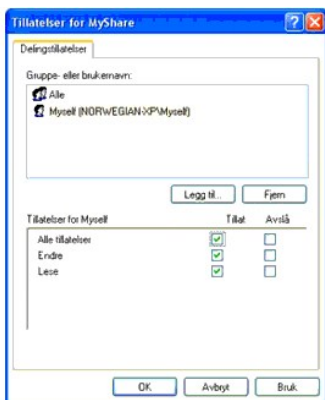 Tillatelser for MyShare
Delingstillatelser
Gruppe- eller brukernavn:
Alle
Myself (NORWEGIAN-XP\Myself)
Legg til... Fjern
Tillatelser for Myself Tillat Avslå
Alle tillatelser
Endre
Lese
OK Avbryt Bruk